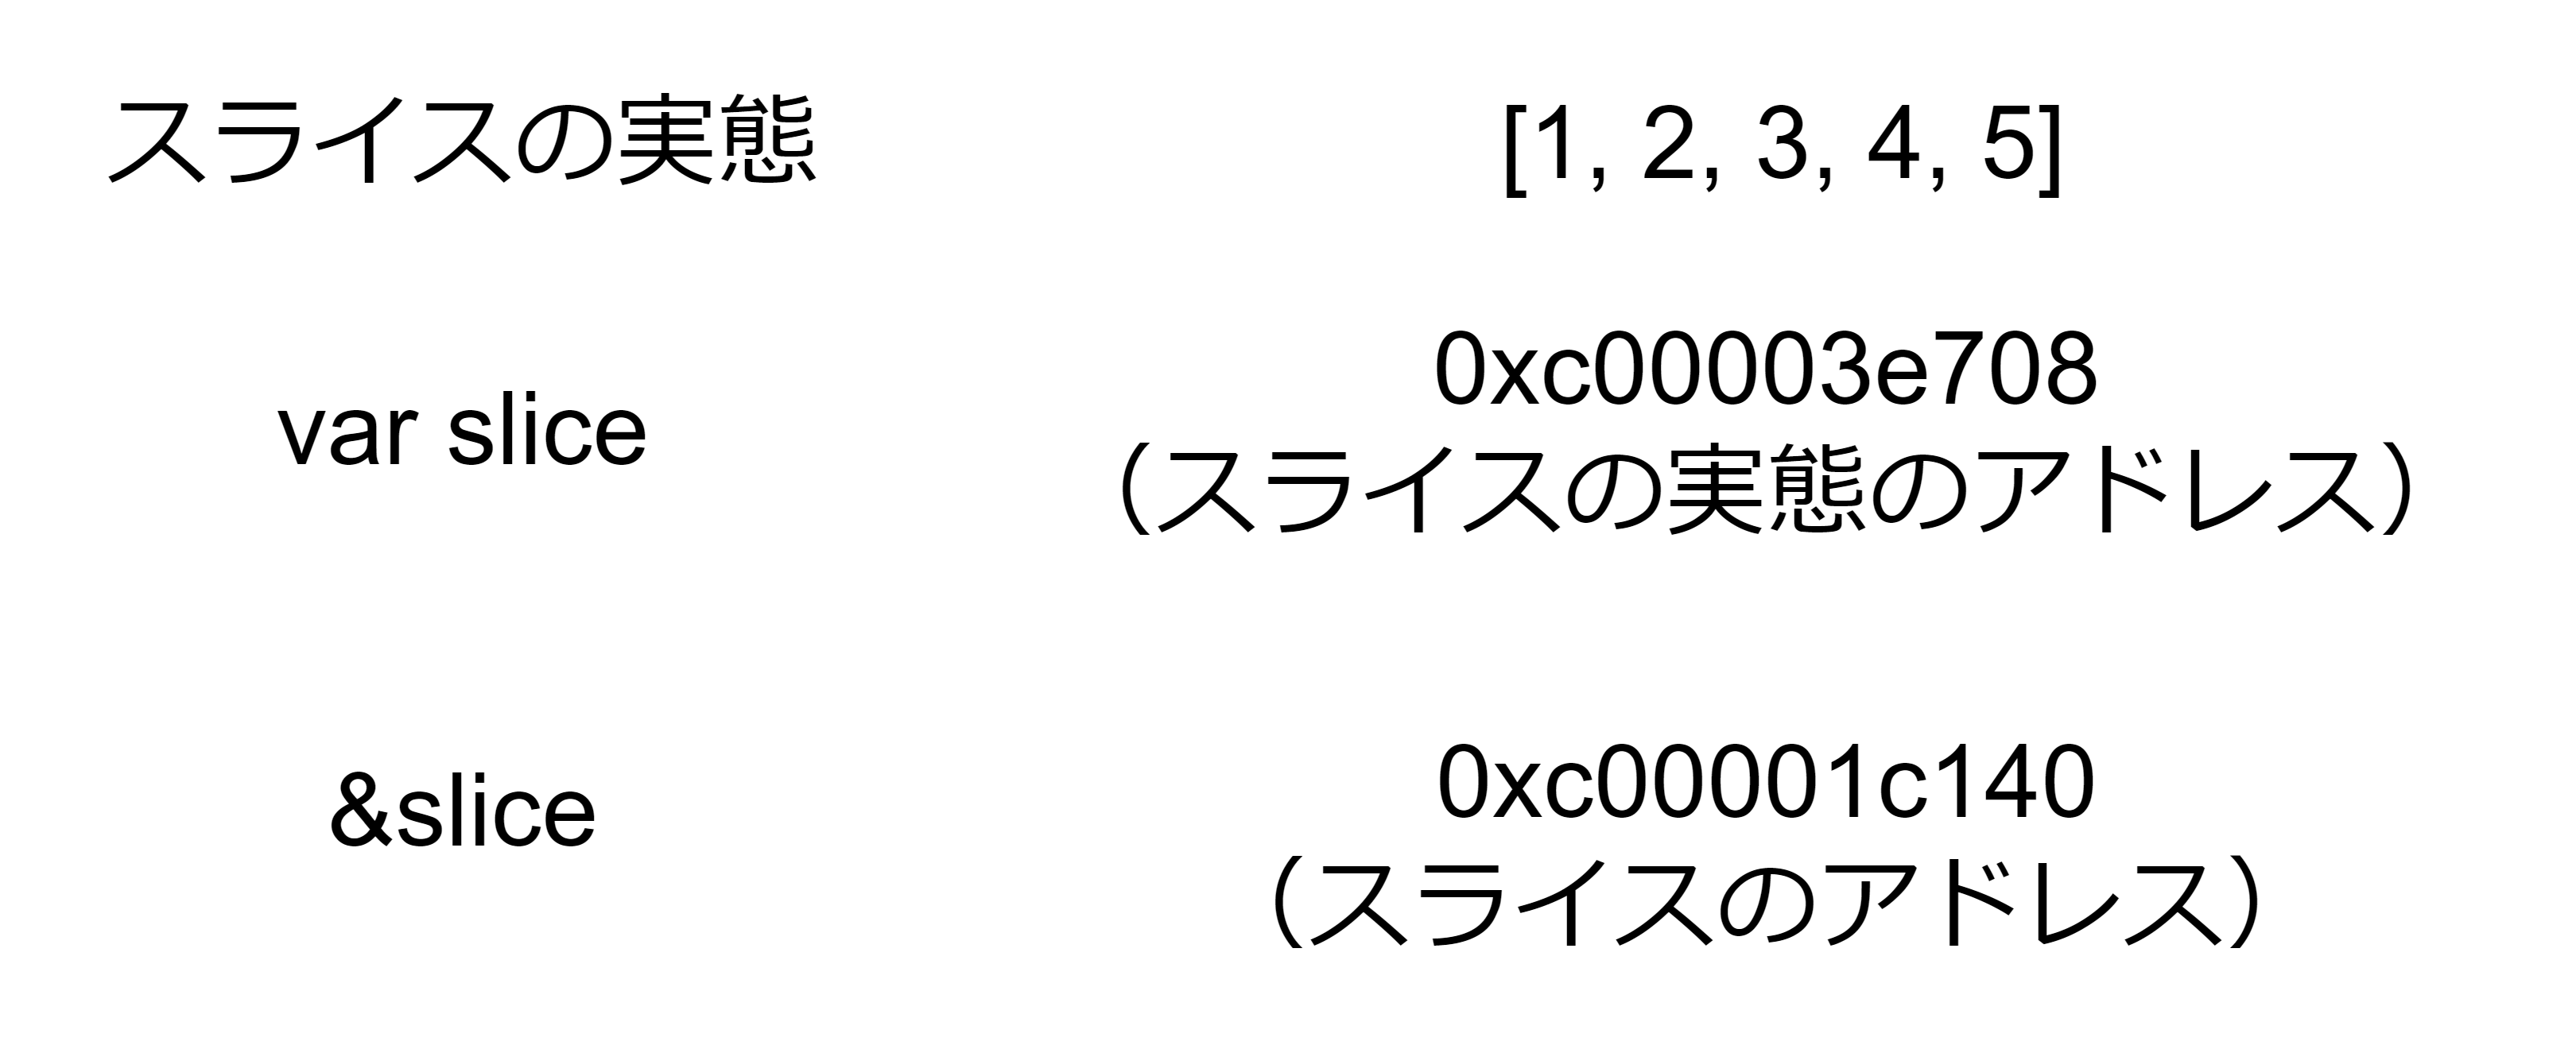 スライスの実態
[1, 2, 3, 4, 5]
var slice
0xc00003e708
（スライスの実態のアドレス）
&slice
0xc00001c140
（スライスのアドレス）